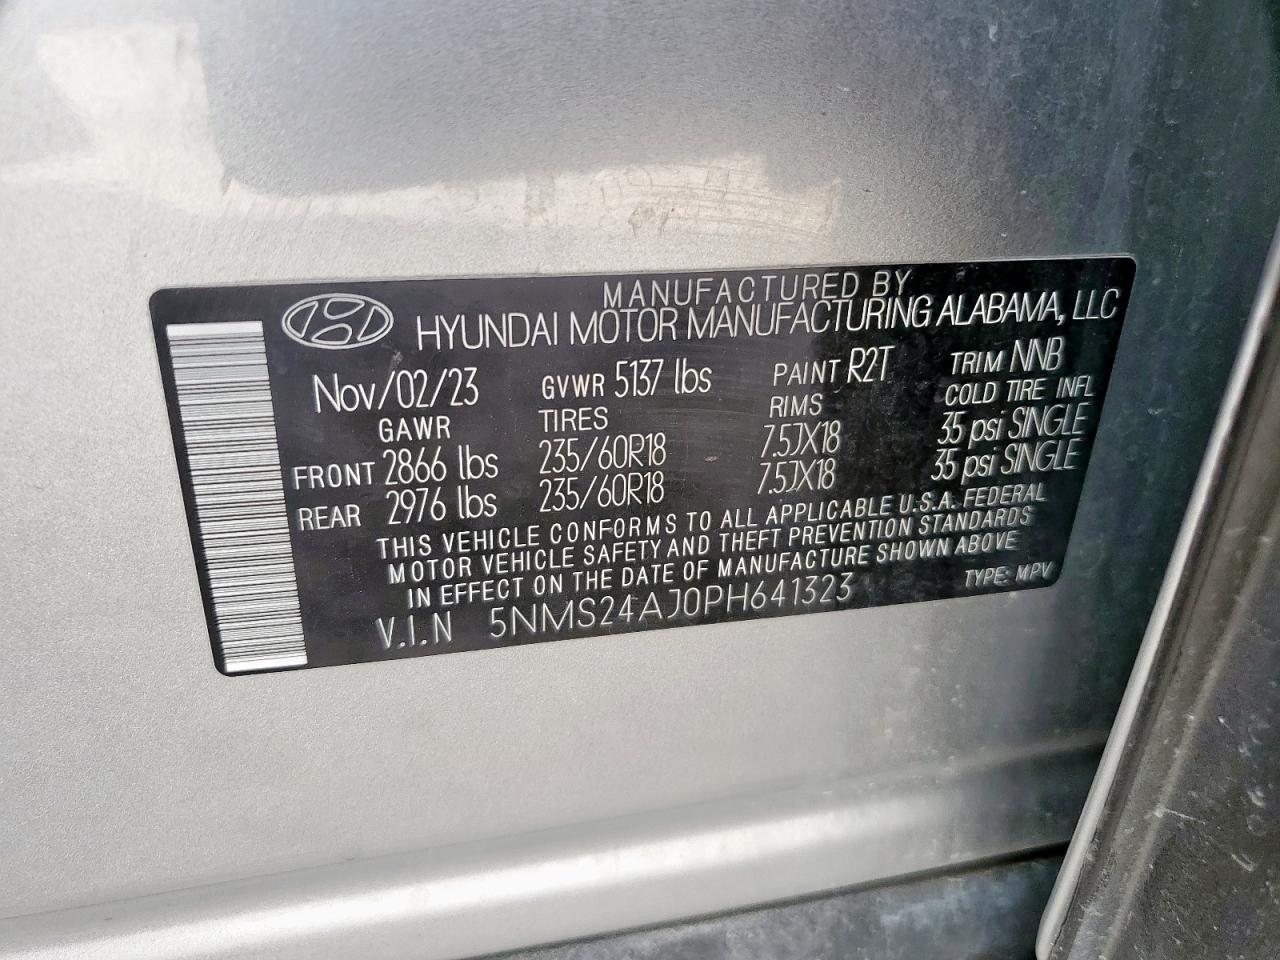 MANUFACTURED BY
HYUNDAI MOTOR MANUFACTURING ALABAMA, LLC
Nov/02/23 GVWR 5137 lbs PAINT R2T TRIM NNB
GAWR TIRES RIMS COLD TIRE INFL
FRONT 2866 lbs 235/60R18 7.5JX18 35 psi SINGLE
REAR 2976 lbs 235/60R18 7.5JX18 35 psi SINGLE
THIS VEHICLE CONFORMS TO ALL APPLICABLE U.S.A. FEDERAL
MOTOR VEHICLE SAFETY AND THEFT PREVENTION STANDARDS
IN EFFECT ON THE DATE OF MANUFACTURE SHOWN ABOVE
V.I.N 5NMS24AJ0PH641323 TYPE: MPV